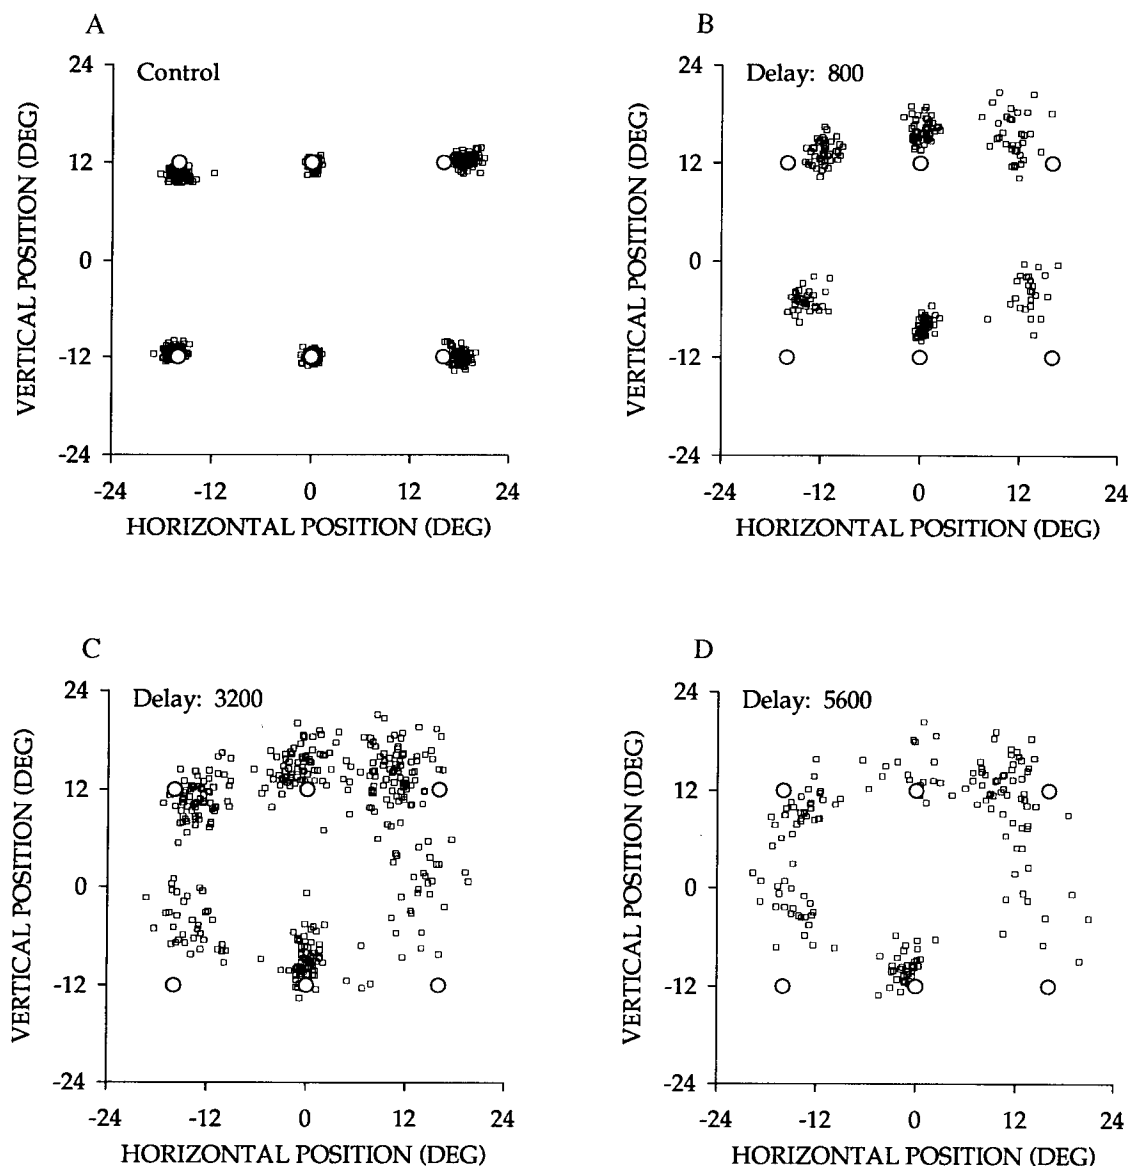 A
Control
24
12
0
-12
-24
VERTICAL POSITION (DEG)
-24 -12 0 12 24
HORIZONTAL POSITION (DEG)
B
Delay: 800
24
12
0
-12
-24
VERTICAL POSITION (DEG)
-24 -12 0 12 24
HORIZONTAL POSITION (DEG)
C
Delay: 3200
24
12
0
-12
-24
VERTICAL POSITION (DEG)
-24 -12 0 12 24
HORIZONTAL POSITION (DEG)
D
Delay: 5600
24
12
0
-12
-24
VERTICAL POSITION (DEG)
-24 -12 0 12 24
HORIZONTAL POSITION (DEG)